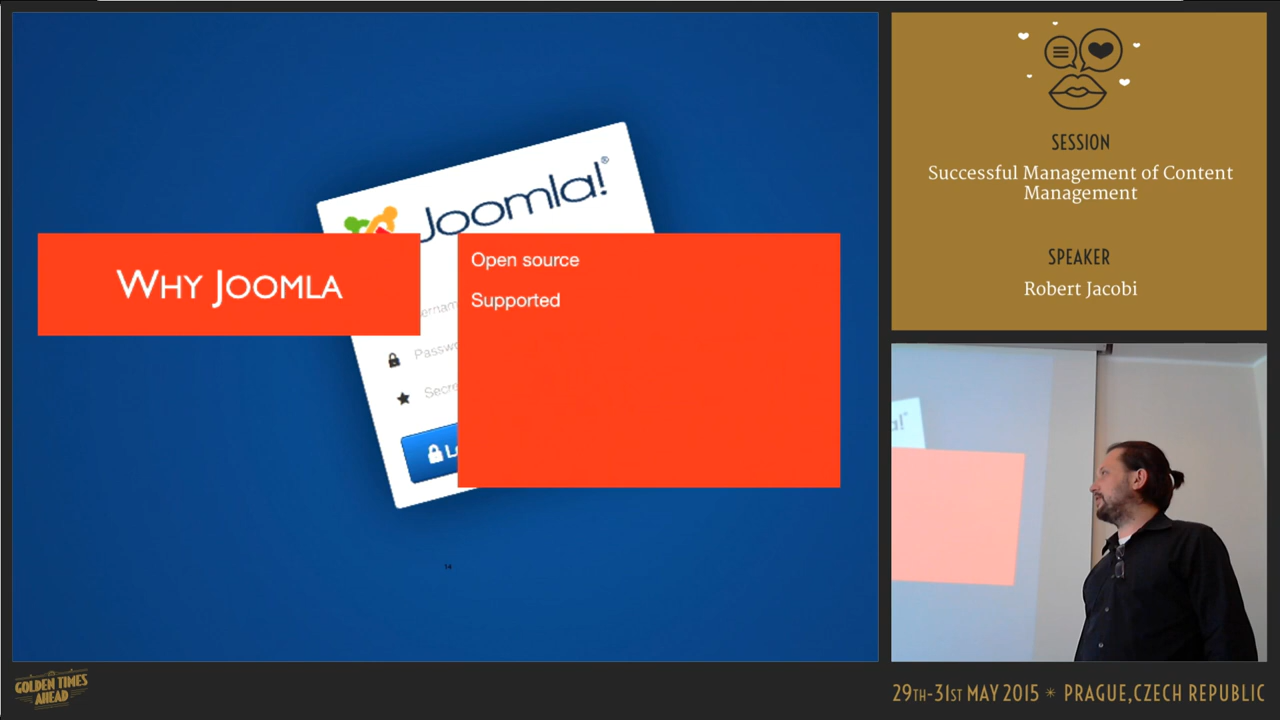 Joomla!®
WHY JOOMLA
Open source
Supported
14
SESSION
Successful Management of Content
Management
SPEAKER
Robert Jacobi
GOLDEN TIMES
AHEAD
29TH-31ST MAY 2015 * PRAGUE,CZECH REPUBLIC